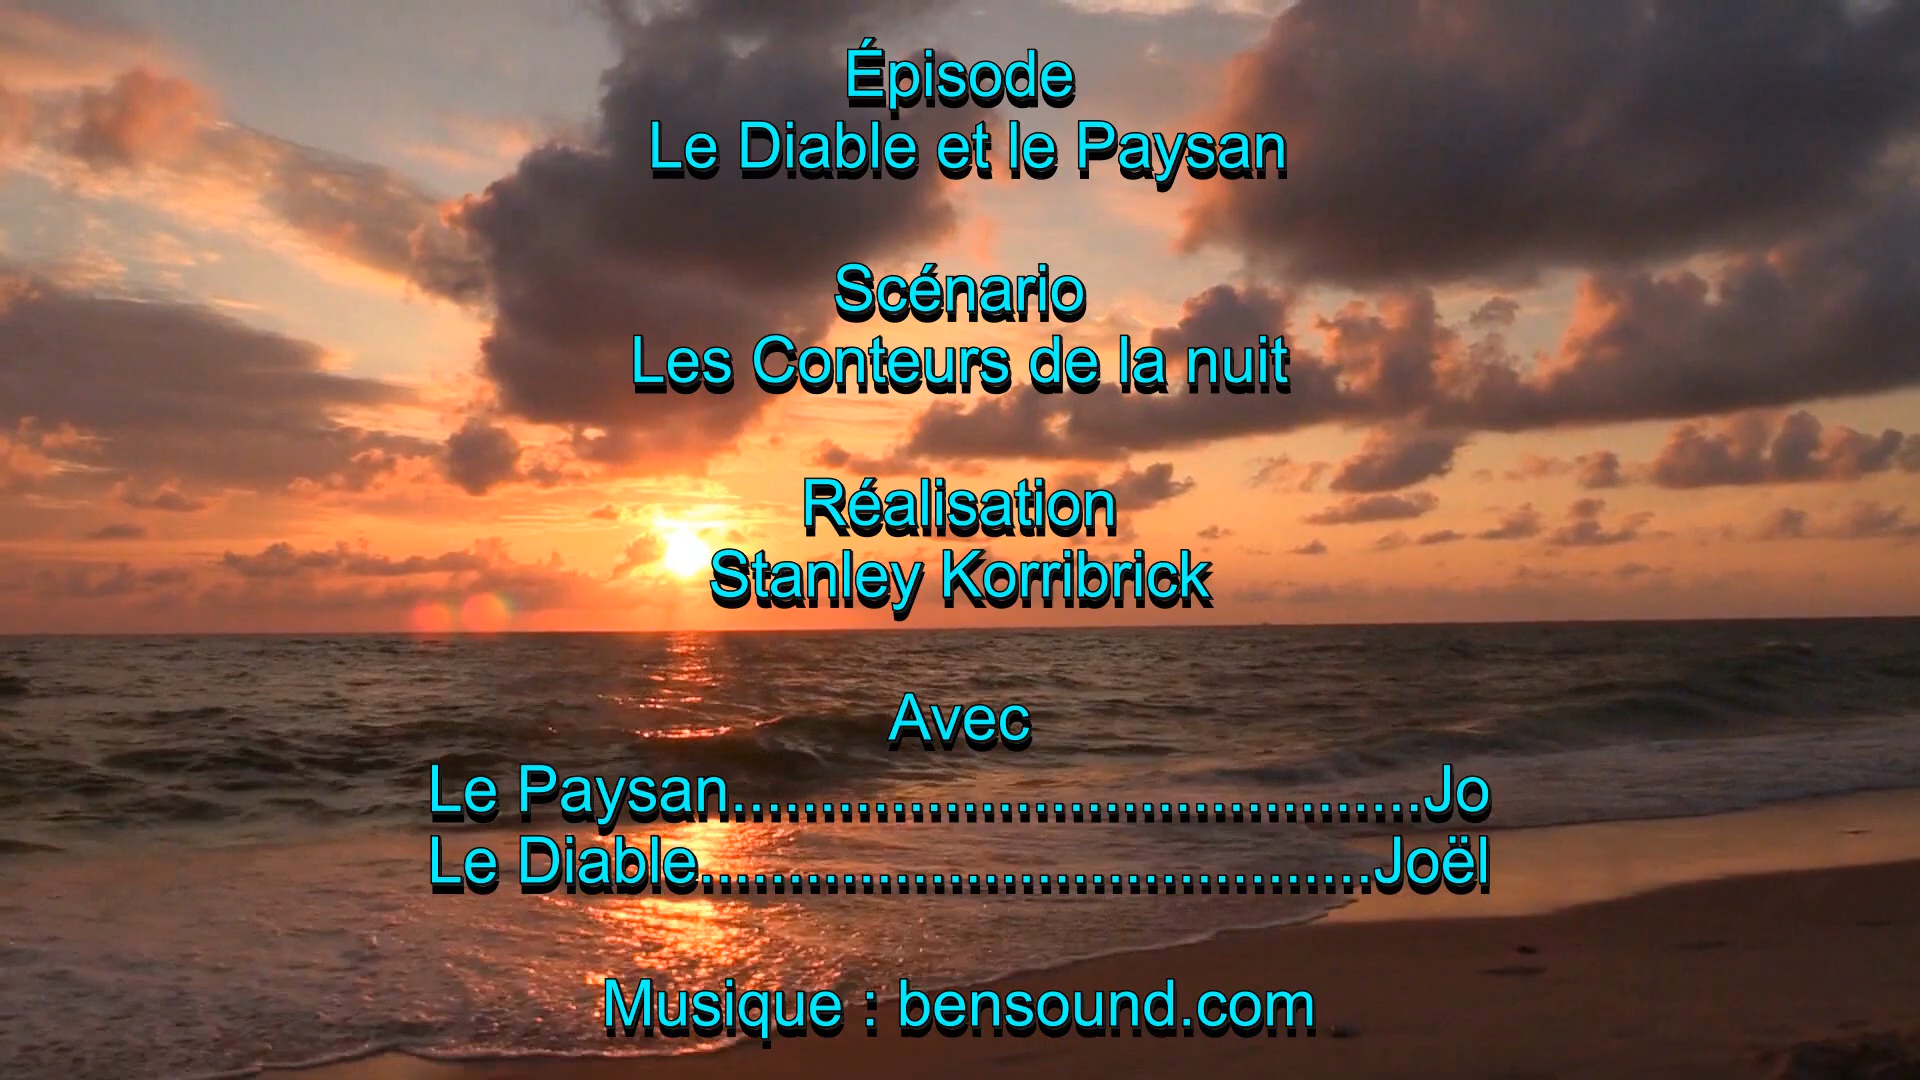 Épisode
Le Diable et le Paysan
Scénario
Les Conteurs de la nuit
Réalisation
Stanley Korribrick
Avec
Le Paysan.......................................Jo
Le Diable......................................Joël
Musique : bensound.com